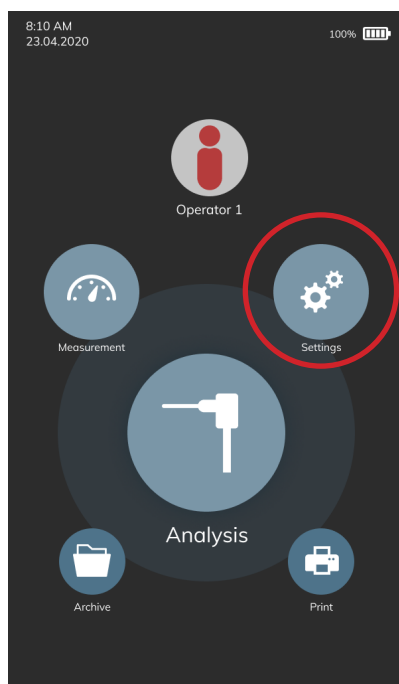 8:10 AM
23.04.2020
100%
Operator 1
Measurement
Settings
Analysis
Archive
Print